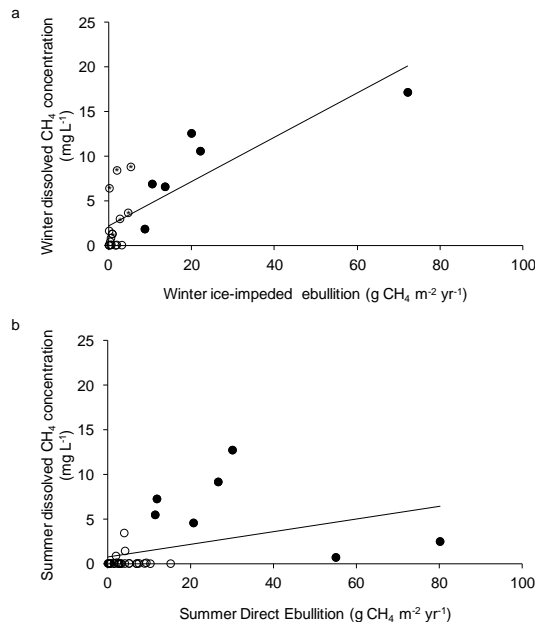 a
25
20
15
10
5
0
Winter dissolved CH₄ concentration
(mg L⁻¹)
0 20 40 60 80 100
Winter ice-impeded ebullition (g CH₄ m⁻² yr⁻¹)
b
25
20
15
10
5
0
Summer dissolved CH₄ concentration
(mg L⁻¹)
0 20 40 60 80 100
Summer Direct Ebullition (g CH₄ m⁻² yr⁻¹)